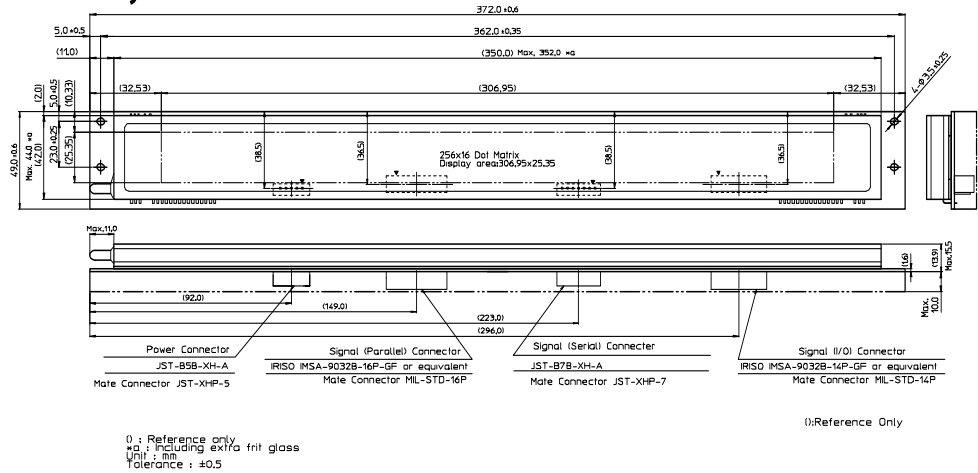 372.0 ±0.6
5.0 ±0.5
362.0 ±0.35
(11.0)
(350.0) Max. 352.0 *a
4-Φ3.5 ±0.25
(2.0)
5.0 ±0.5
(10.33)
(32.53)
(306.95)
(32.53)
49.0 ±0.6
Max. 44.0 *a
(42.0)
23.0 ±0.25
(25.35)
(38.5)
(36.5)
256x16 Dot Matrix
Display area:306.95x25.35
(38.5)
(36.5)
Max.11.0
(1.6)
(13.9)
Max.15.5
Max.
10.0
(92.0)
(149.0)
(223.0)
(296.0)
Power Connector
JST-B5B-XH-A
Mate Connector JST-XHP-5
Signal (Parallel) Connector
IRISO IMSA-9032B-16P-GF or equivalent
Mate Connector MIL-STD-16P
Signal (Serial) Connecter
JST-B7B-XH-A
Mate Connector JST-XHP-7
Signal (I/O) Connector
IRISO IMSA-9032B-14P-GF or equivalent
Mate Connector MIL-STD-14P
():Reference Only
() : Reference only
*a : Including extra frit glass
Unit : mm
Tolerance : ±0.5